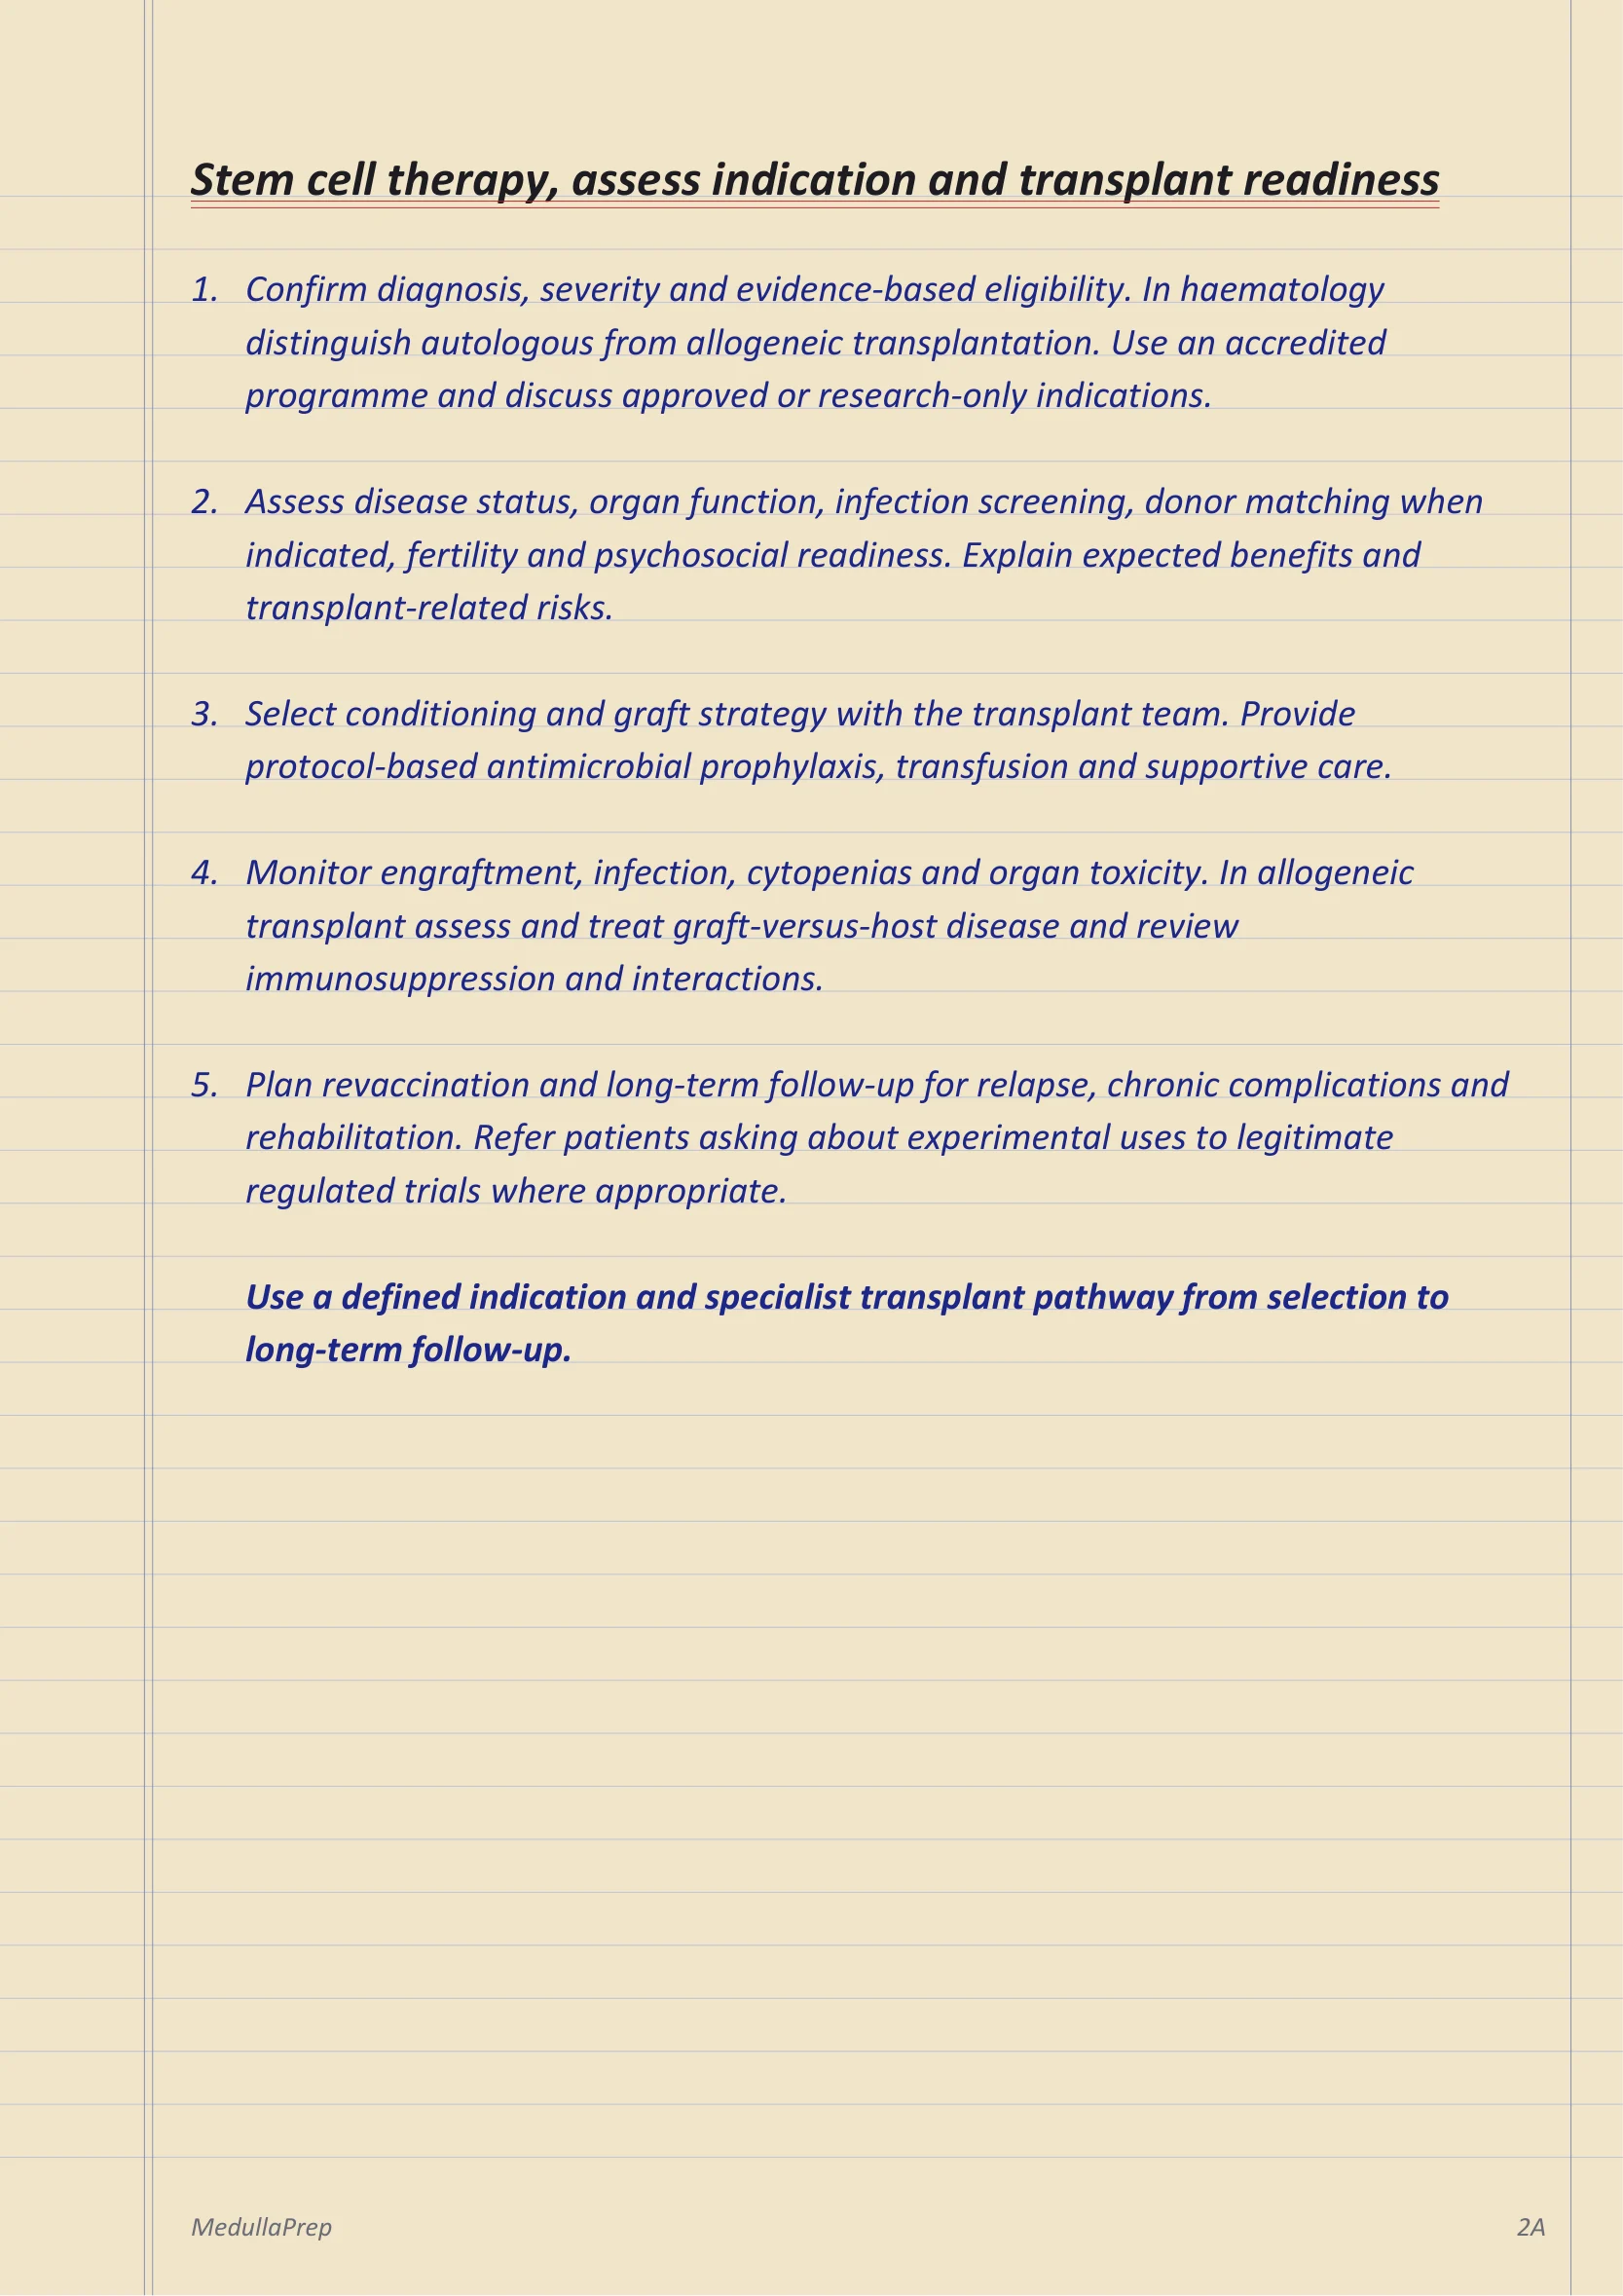 Stem cell therapy, assess indication and transplant readiness
1. Confirm diagnosis, severity and evidence-based eligibility. In haematology
distinguish autologous from allogeneic transplantation. Use an accredited
programme and discuss approved or research-only indications.
2. Assess disease status, organ function, infection screening, donor matching when
indicated, fertility and psychosocial readiness. Explain expected benefits and
transplant-related risks.
3. Select conditioning and graft strategy with the transplant team. Provide
protocol-based antimicrobial prophylaxis, transfusion and supportive care.
4. Monitor engraftment, infection, cytopenias and organ toxicity. In allogeneic
transplant assess and treat graft-versus-host disease and review
immunosuppression and interactions.
5. Plan revaccination and long-term follow-up for relapse, chronic complications and
rehabilitation. Refer patients asking about experimental uses to legitimate
regulated trials where appropriate.
Use a defined indication and specialist transplant pathway from selection to
long-term follow-up.
MedullaPrep
2A